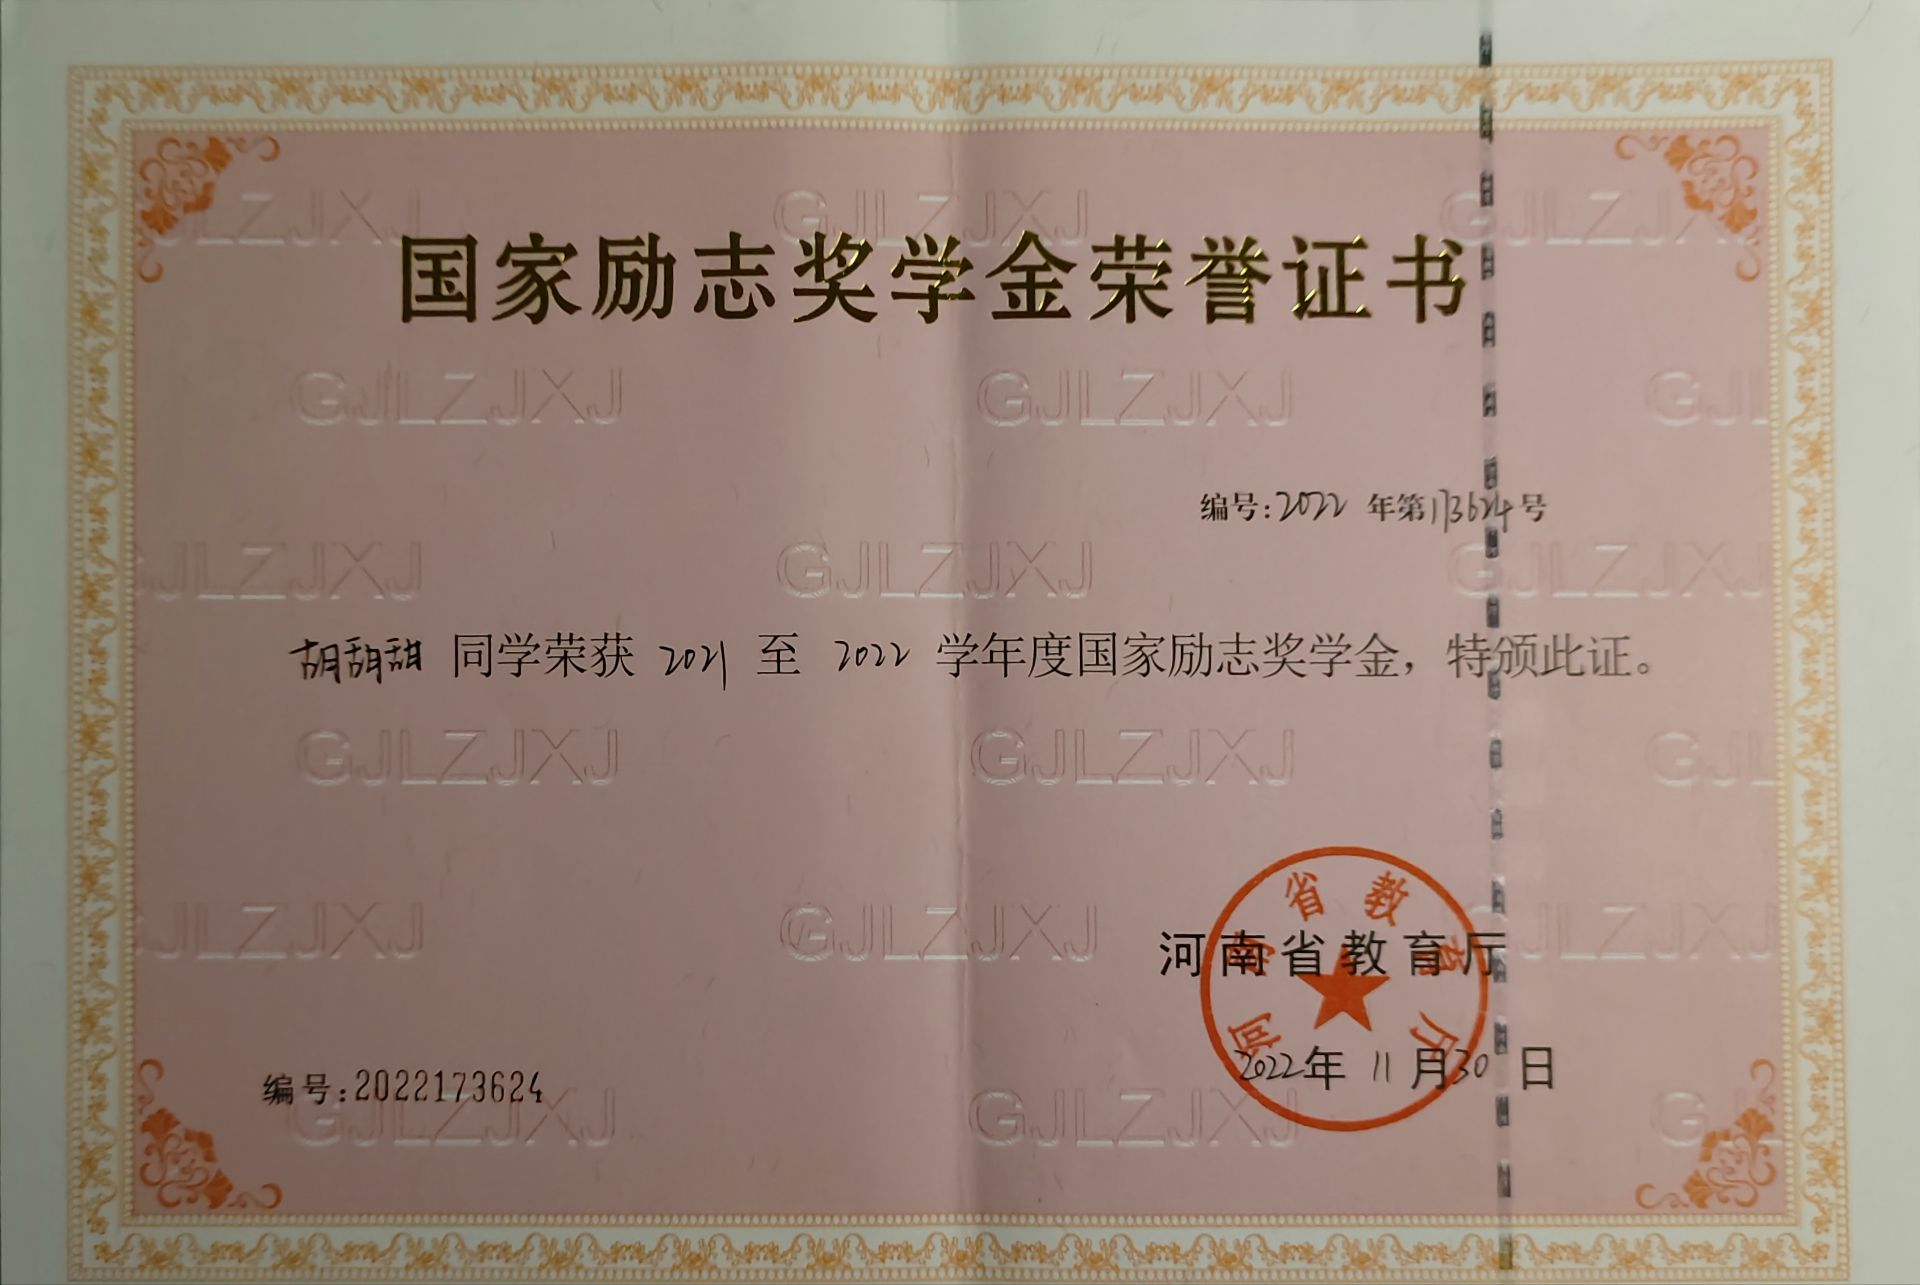 国家励志奖学金荣誉证书
编号:2022 年第173624号
胡甜甜 同学荣获 2021 至 2022 学年度国家励志奖学金，特颁此证。
河南省教育厅
河南省教育厅
2022年 11 月30 日
编号:2022173624
GJLZJXJ